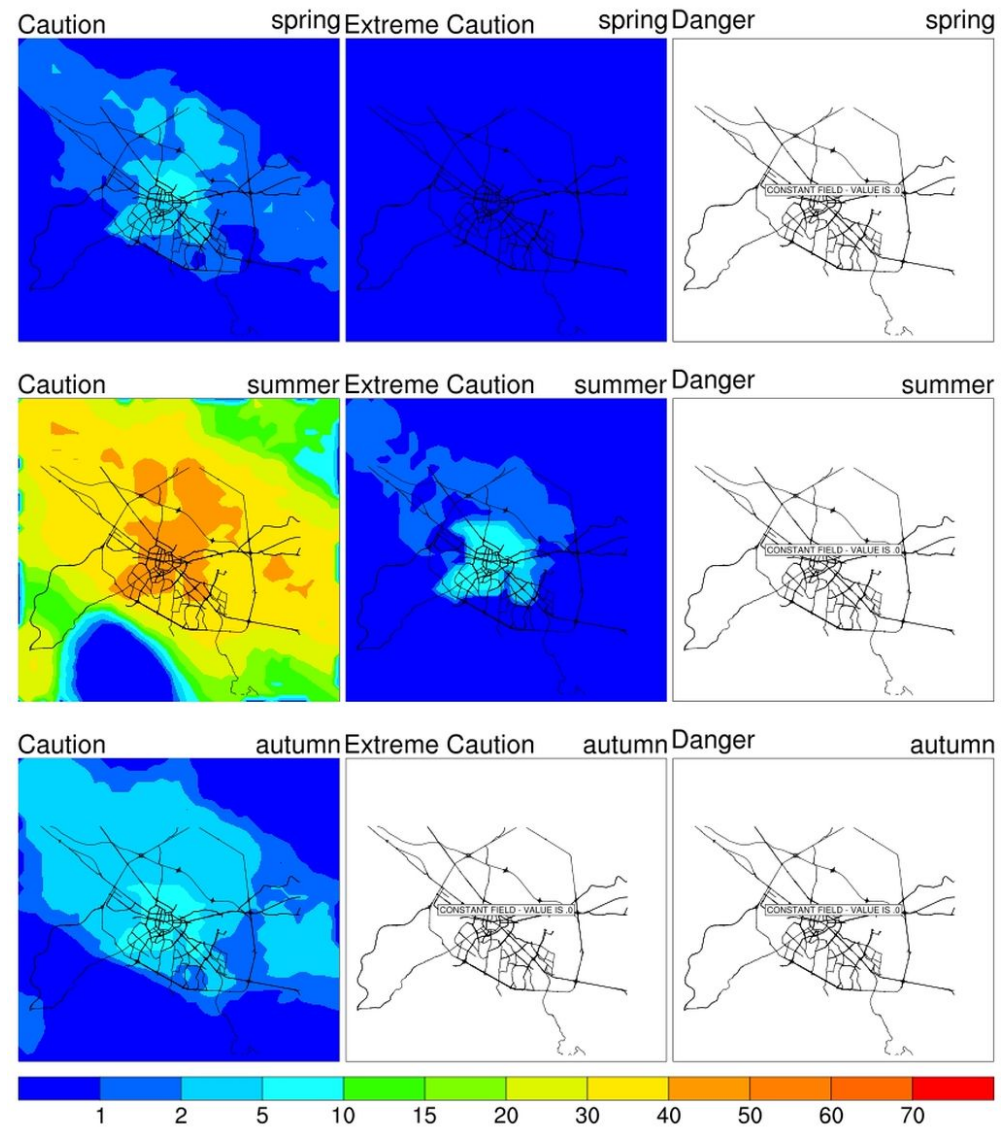 Caution spring Extreme Caution spring Danger spring
CONSTANT FIELD - VALUE IS .0
Caution summer Extreme Caution summer Danger summer
CONSTANT FIELD - VALUE IS .0
Caution autumn Extreme Caution autumn Danger autumn
CONSTANT FIELD - VALUE IS .0 CONSTANT FIELD - VALUE IS .0
1 2 5 10 15 20 30 40 50 60 70